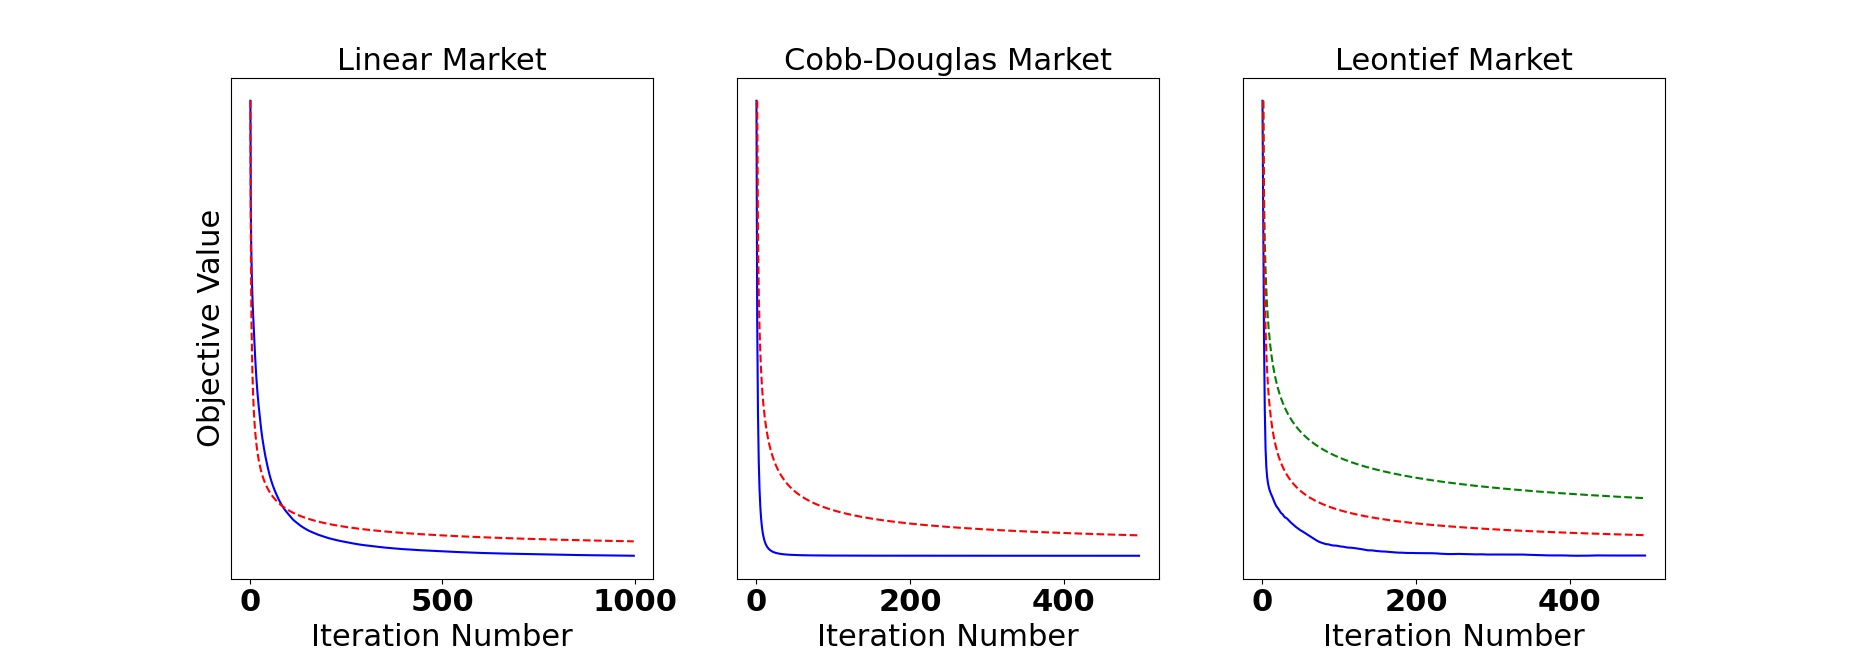 Linear Market
Cobb-Douglas Market
Leontief Market
Objective Value
0 500 1000
0 200 400
0 200 400
Iteration Number
Iteration Number
Iteration Number